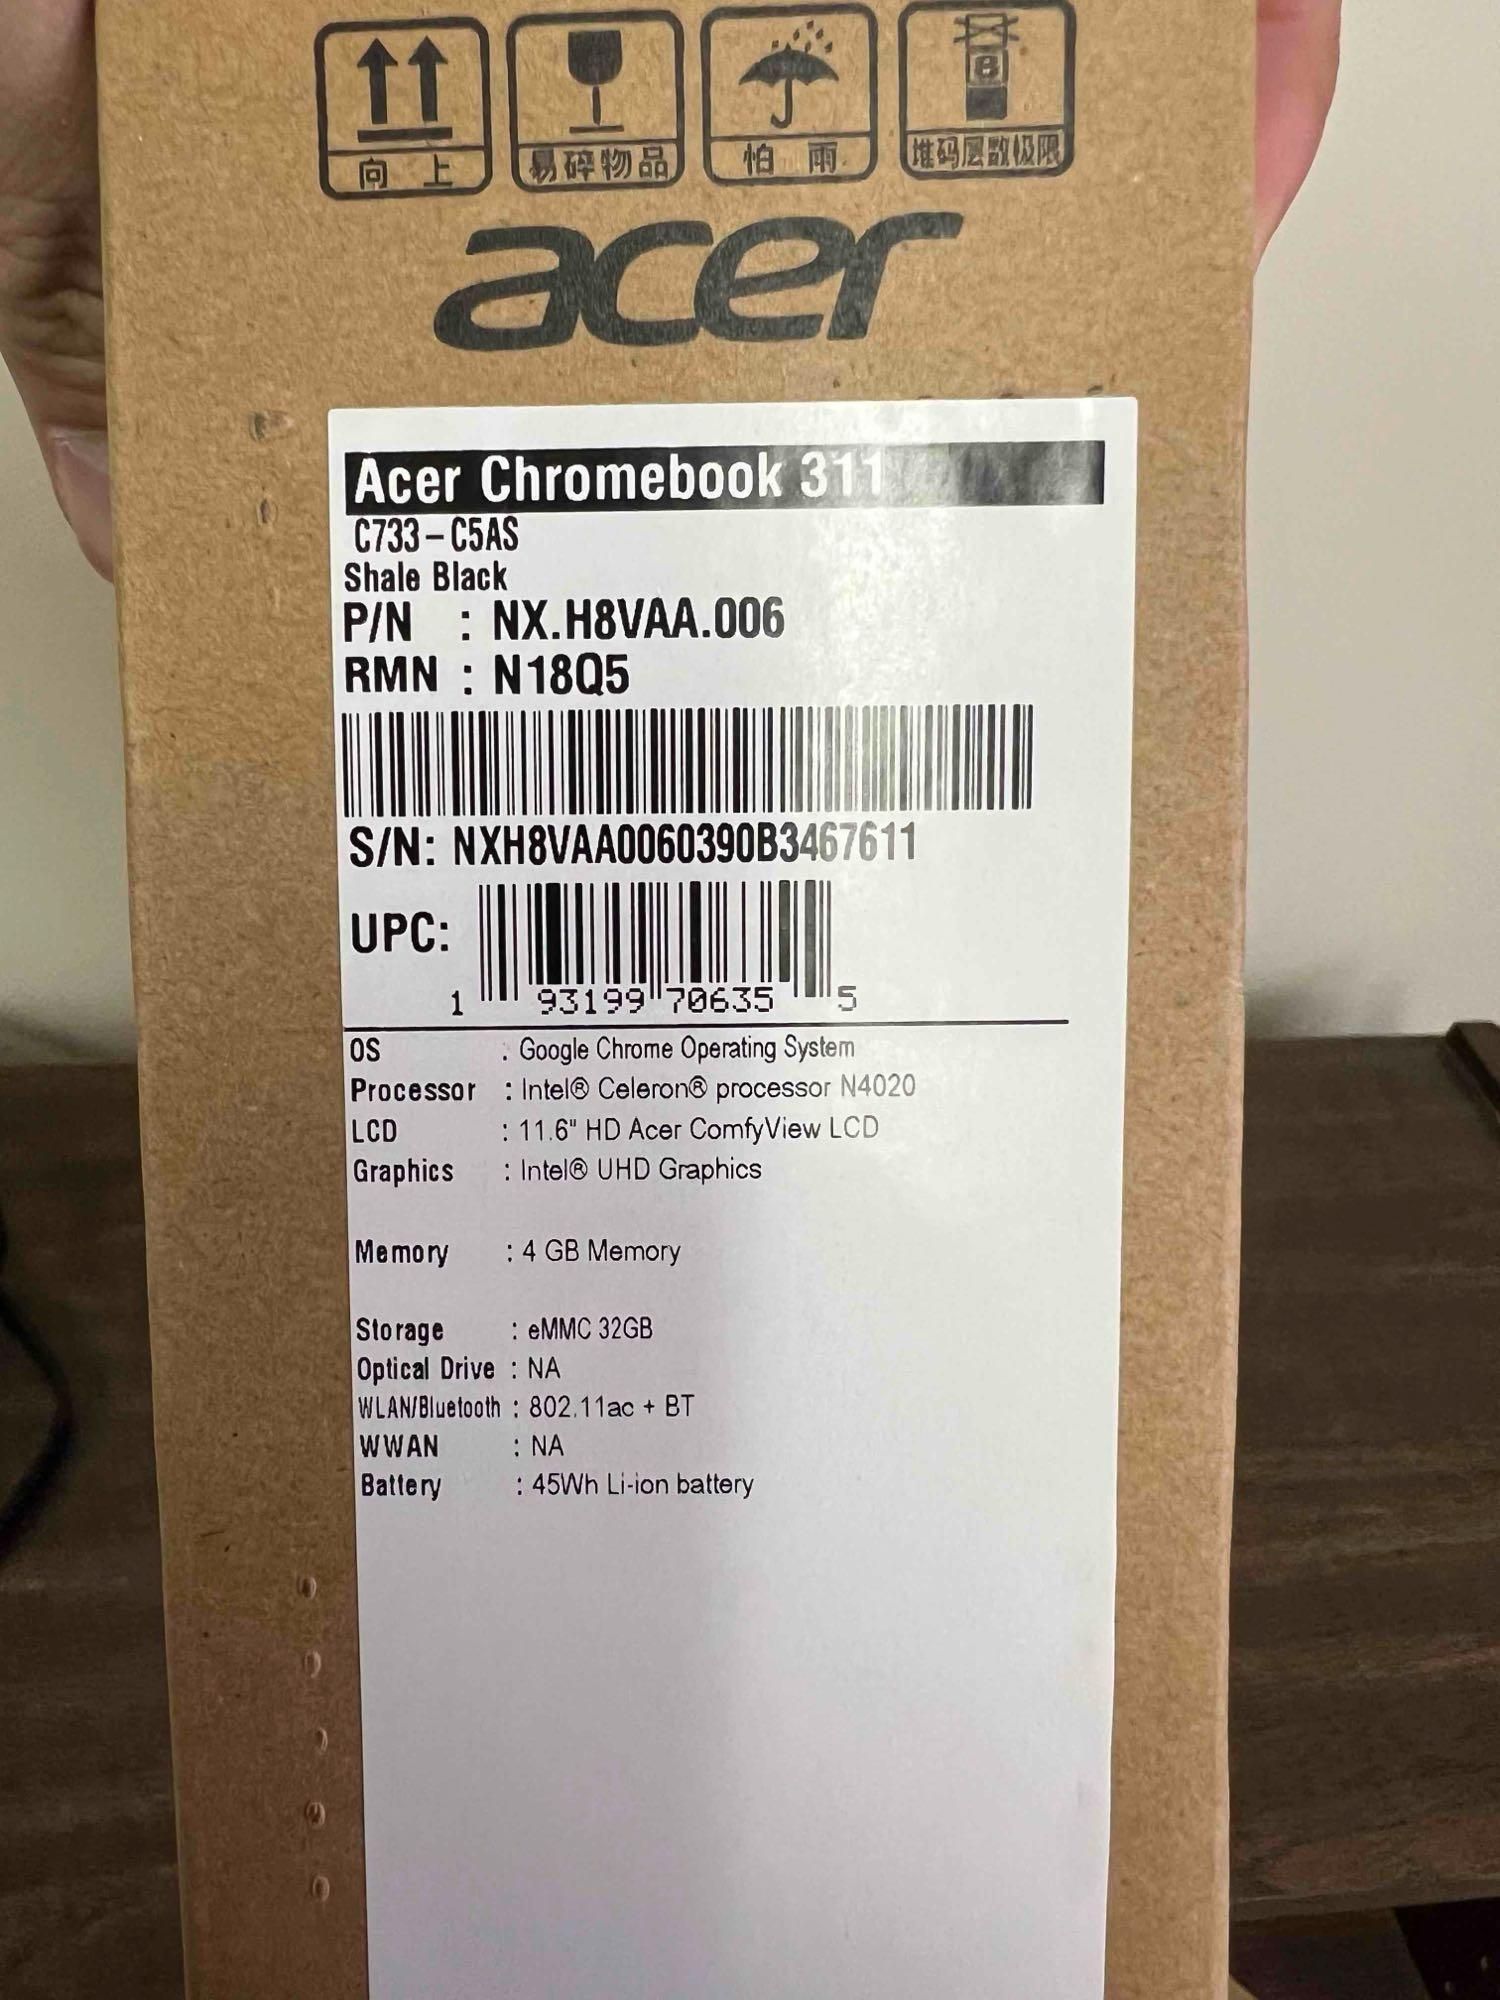 向 上
易碎物品
怕 雨
8
堆码层数极限
acer
Acer Chromebook 311
C733-C5AS
Shale Black
P/N : NX.H8VAA.006
RMN : N18Q5
S/N: NXH8VAA0060390B3467611
UPC:
1 93199 70635 5
OS : Google Chrome Operating System
Processor : Intel® Celeron® processor N4020
LCD : 11.6" HD Acer ComfyView LCD
Graphics : Intel® UHD Graphics
Memory : 4 GB Memory
Storage : eMMC 32GB
Optical Drive : NA
WLAN/Bluetooth : 802.11ac + BT
WWAN : NA
Battery : 45Wh Li-ion battery